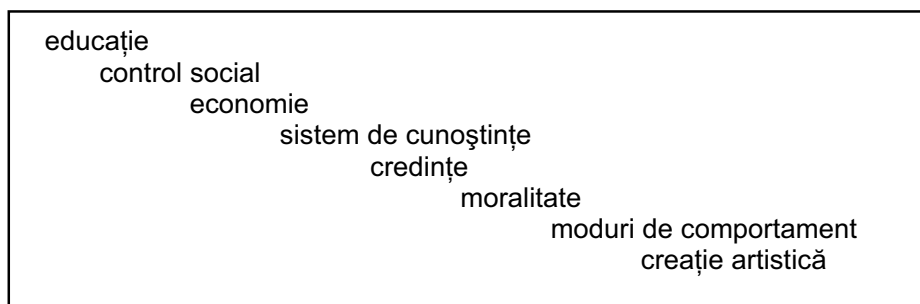 educație
control social
economie
sistem de cunoştințe
credințe
moralitate
moduri de comportament
creație artistică